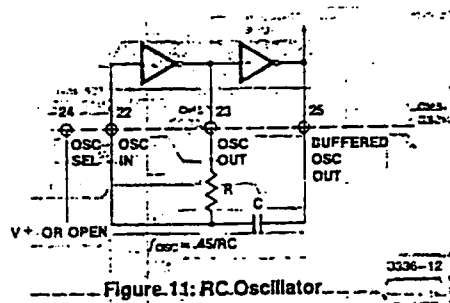 24 22 23 25
OSC SEL
OSC IN
OSC OUT
BUFFERED OSC OUT
R
C
V+ OR OPEN
fOSC = .45/RC
0336-12
Figure 11: RC Oscillator